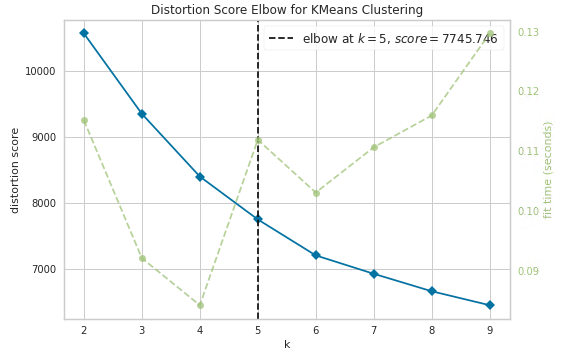 Distortion Score Elbow for KMeans Clustering
elbow at k = 5, score = 7745.746
distortion score
10000
9000
8000
7000
2 3 4 5 6 7 8 9
k
0.13
0.12
0.11
0.10
0.09
fit time (seconds)